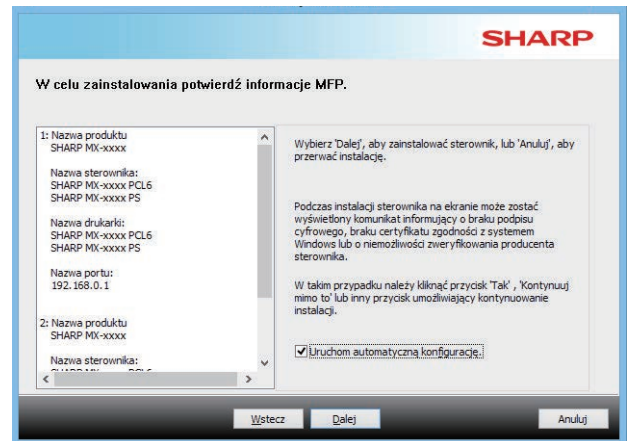 SHARP
W celu zainstalowania potwierdź informacje MFP.
1: Nazwa produktu
SHARP MX-xxxx
Nazwa sterownika:
SHARP MX-xxxx PCL6
SHARP MX-xxxx PS
Nazwa drukarki:
SHARP MX-xxxx PCL6
SHARP MX-xxxx PS
Nazwa portu:
192.168.0.1
2: Nazwa produktu
SHARP MX-xxxx
Nazwa sterownika:
Wybierz 'Dalej', aby zainstalować sterownik, lub 'Anuluj', aby
przerwać instalację.
Podczas instalacji sterownika na ekranie może zostać
wyświetlony komunikat informujący o braku podpisu
cyfrowego, braku certyfikatu zgodności z systemem
Windows lub o niemożliwości zweryfikowania producenta
sterownika.
W takim przypadku należy kliknąć przycisk 'Tak' , 'Kontynuuj
mimo to' lub inny przycisk umożliwiający kontynuowanie
instalacji.
Uruchom automatyczną konfigurację.
Wstecz
Dalej
Anuluj